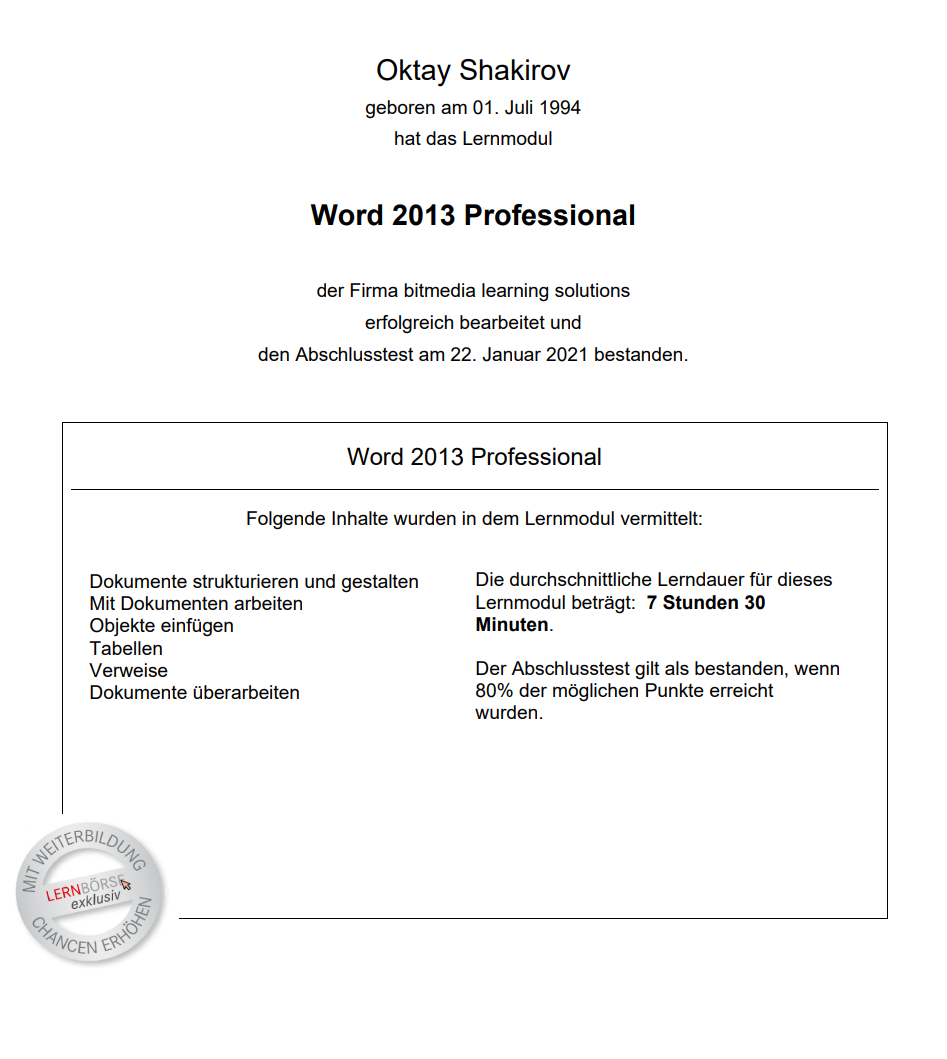 Oktay Shakirov
geboren am 01. Juli 1994
hat das Lernmodul
Word 2013 Professional
der Firma bitmedia learning solutions
erfolgreich bearbeitet und
den Abschlusstest am 22. Januar 2021 bestanden.
Word 2013 Professional
Folgende Inhalte wurden in dem Lernmodul vermittelt:
Dokumente strukturieren und gestalten
Mit Dokumenten arbeiten
Objekte einfügen
Tabellen
Verweise
Dokumente überarbeiten
Die durchschnittliche Lerndauer für dieses
Lernmodul beträgt: 7 Stunden 30
Minuten.
Der Abschlusstest gilt als bestanden, wenn
80% der möglichen Punkte erreicht
wurden.
MIT WEITERBILDUNG
LERNBÖRSE
exklusiv
CHANCEN ERHÖHEN